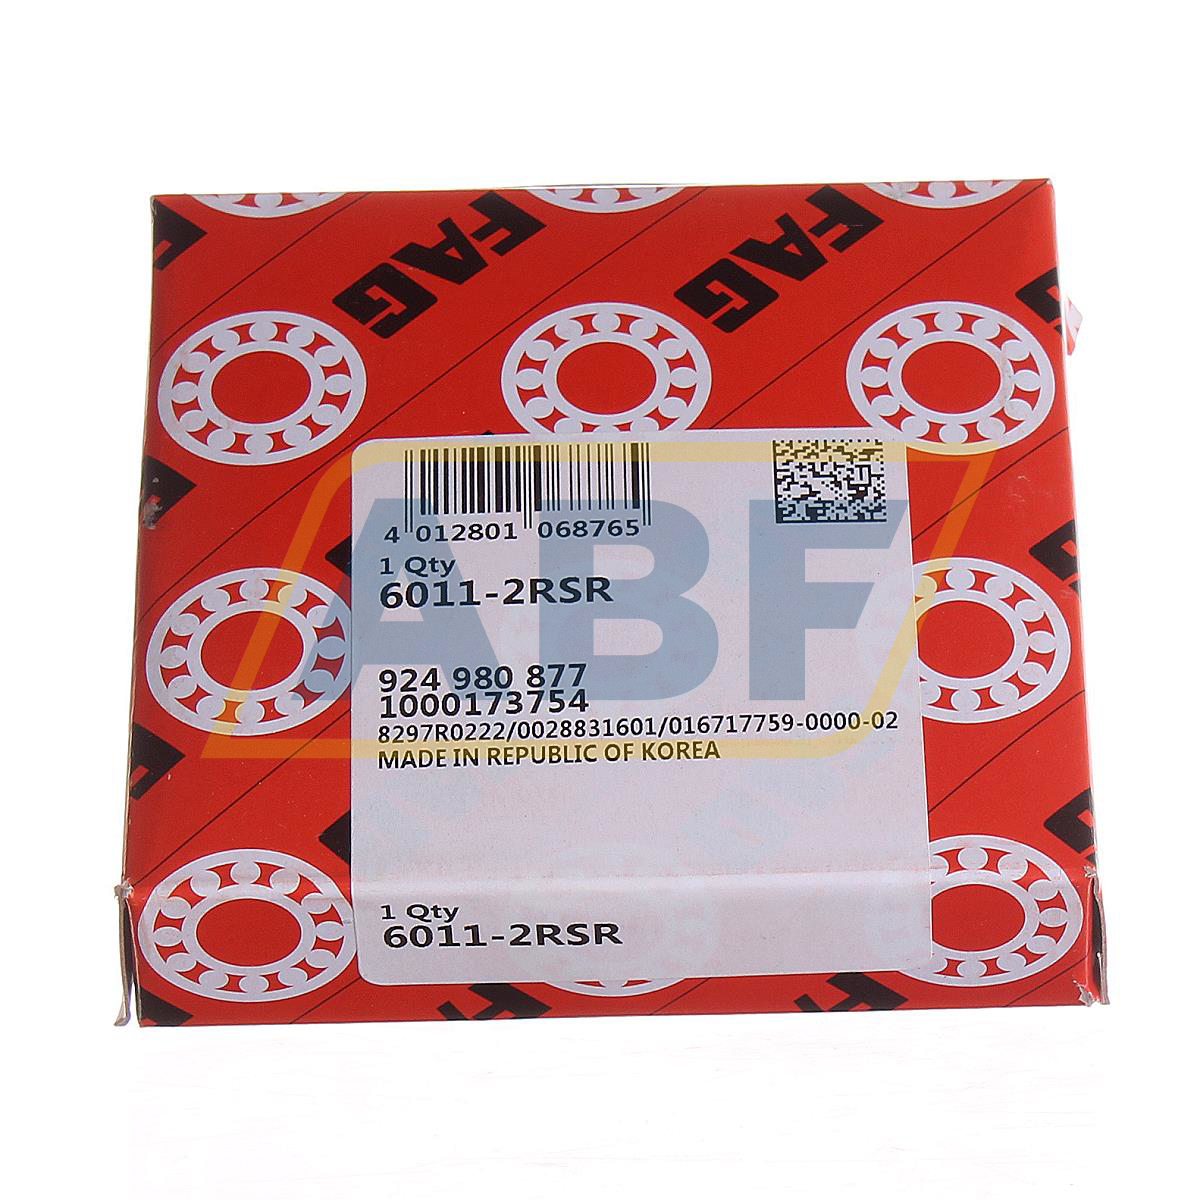 FAG
FAG
4 012801 068765
1 Qty
6011-2RSR
924 980 877
1000173754
8297R0222/0028831601/016717759-0000-02
MADE IN REPUBLIC OF KOREA
1 Qty
6011-2RSR
ABF